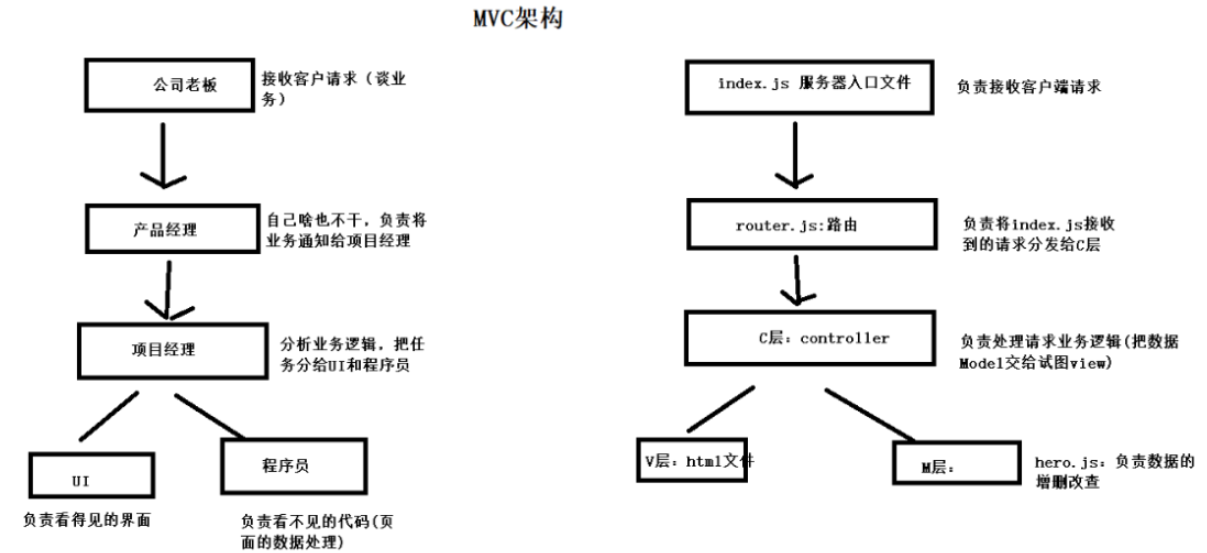 MVC架构
公司老板
接收客户请求（谈业
务）
产品经理
自己啥也不干，负责将
业务通知给项目经理
项目经理
分析业务逻辑，把任
务分给UI和程序员
UI
负责看得见的界面
程序员
负责看不见的代码(页
面的数据处理)
index.js 服务器入口文件
负责接收客户端请求
router.js:路由
负责将index.js接收
到的请求分发给C层
C层：controller
负责处理请求业务逻辑(把数据
Model交给试图view)
V层：html文件
M层：
hero.js：负责数据的
增删改查